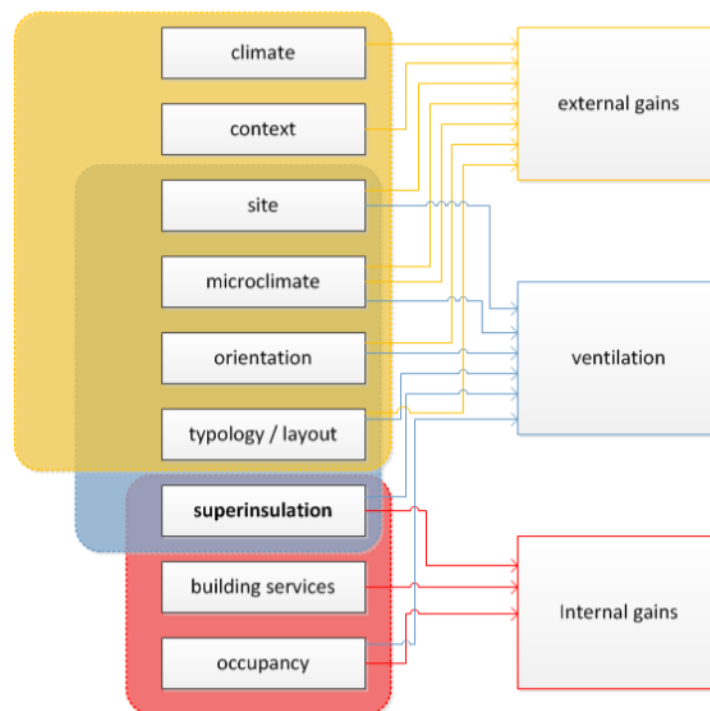 climate
context
site
microclimate
orientation
typology / layout
superinsulation
building services
occupancy
external gains
ventilation
Internal gains